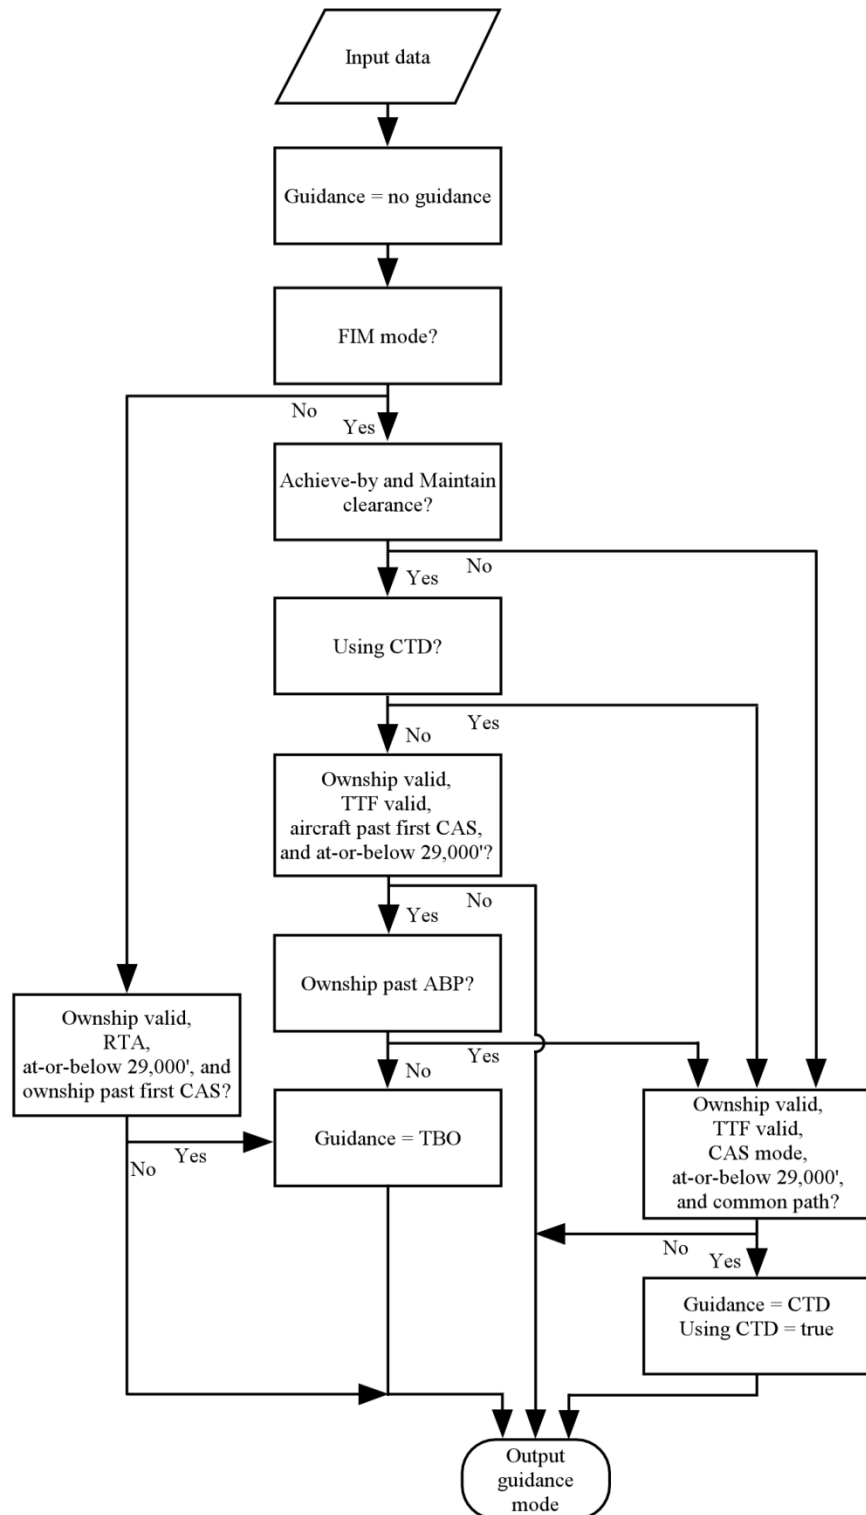 Input data
Guidance = no guidance
FIM mode?
No
Yes
Achieve-by and Maintain
clearance?
No
Yes
Using CTD?
Yes
No
Ownship valid,
TTF valid,
aircraft past first CAS,
and at-or-below 29,000'?
No
Yes
Ownship past ABP?
Yes
No
Ownship valid,
RTA,
at-or-below 29,000', and
ownship past first CAS?
Yes
No
Guidance = TBO
Ownship valid,
TTF valid,
CAS mode,
at-or-below 29,000',
and common path?
No
Yes
Guidance = CTD
Using CTD = true
Output
guidance
mode